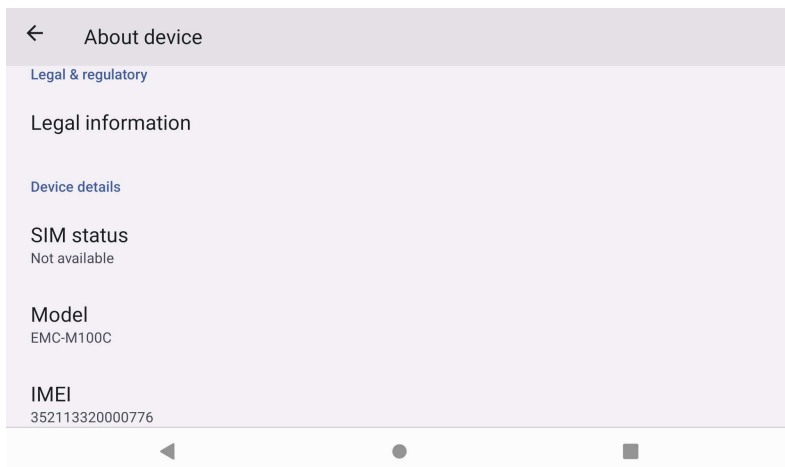 About device
Legal & regulatory
Legal information
Device details
SIM status
Not available
Model
EMC-M100C
IMEI
352113320000776